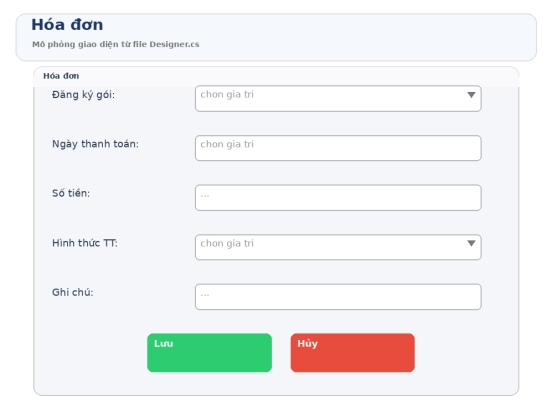 Hóa đơn
Mô phỏng giao diện từ file Designer.cs
Hóa đơn
Đăng ký gói:
chon gia tri
Ngày thanh toán:
chon gia tri
Số tiền:
...
Hình thức TT:
chon gia tri
Ghi chú:
...
Lưu
Hủy